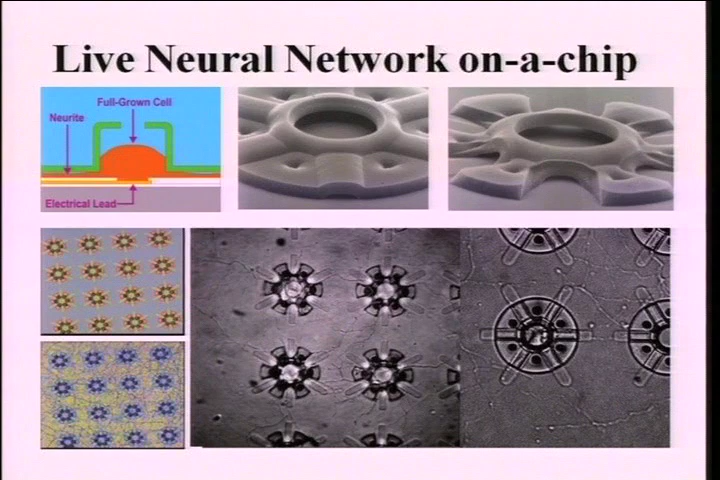 Live Neural Network on-a-chip
Full-Grown Cell
Neurite
Electrical Lead